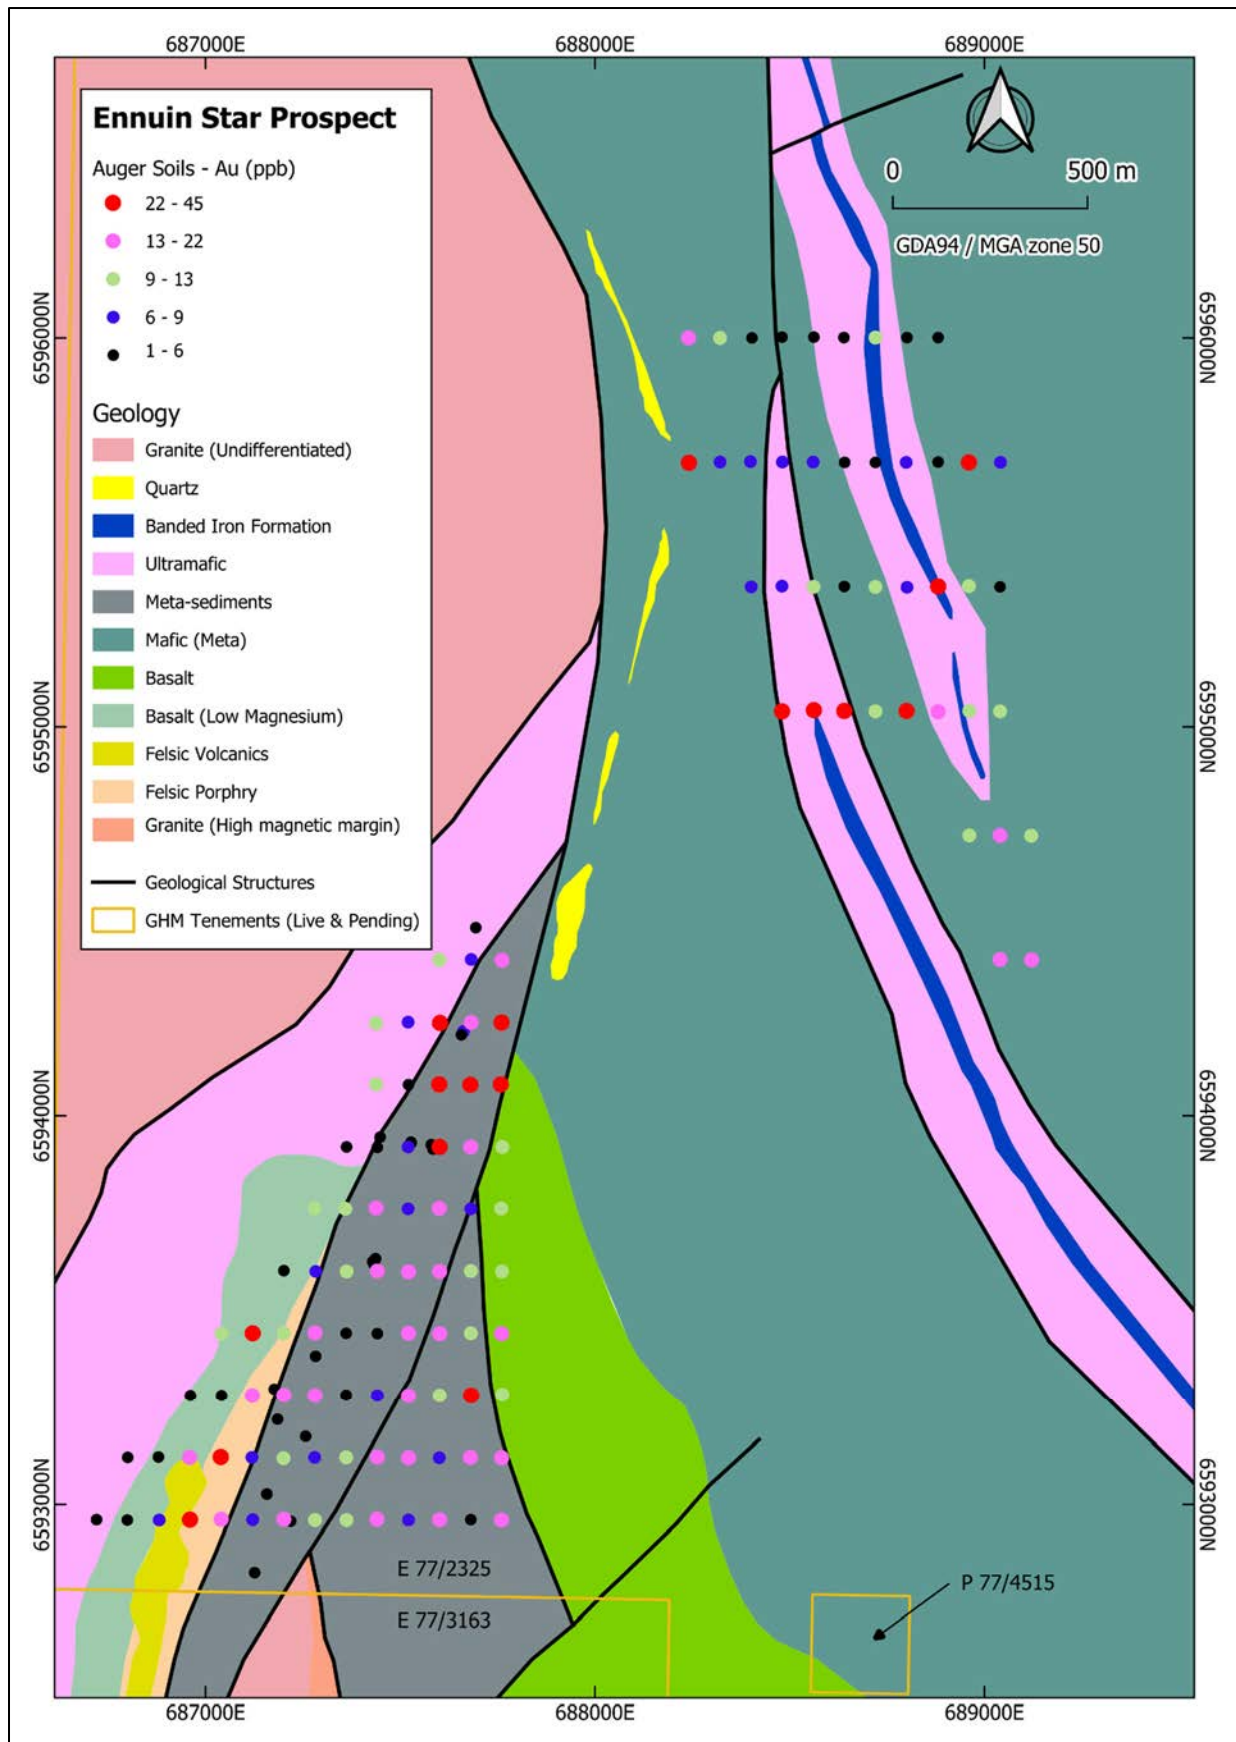 687000E
688000E
689000E
Ennuin Star Prospect
Auger Soils - Au (ppb)
22 - 45
13 - 22
9 - 13
6 - 9
1 - 6
Geology
Granite (Undifferentiated)
Quartz
Banded Iron Formation
Ultramafic
Meta-sediments
Mafic (Meta)
Basalt
Basalt (Low Magnesium)
Felsic Volcanics
Felsic Porphry
Granite (High magnetic margin)
Geological Structures
GHM Tenements (Live & Pending)
0
500 m
GDA94 / MGA zone 50
6596000N
6596000N
6595000N
6595000N
6594000N
6594000N
6593000N
6593000N
E 77/2325
E 77/3163
P 77/4515
687000E
688000E
689000E